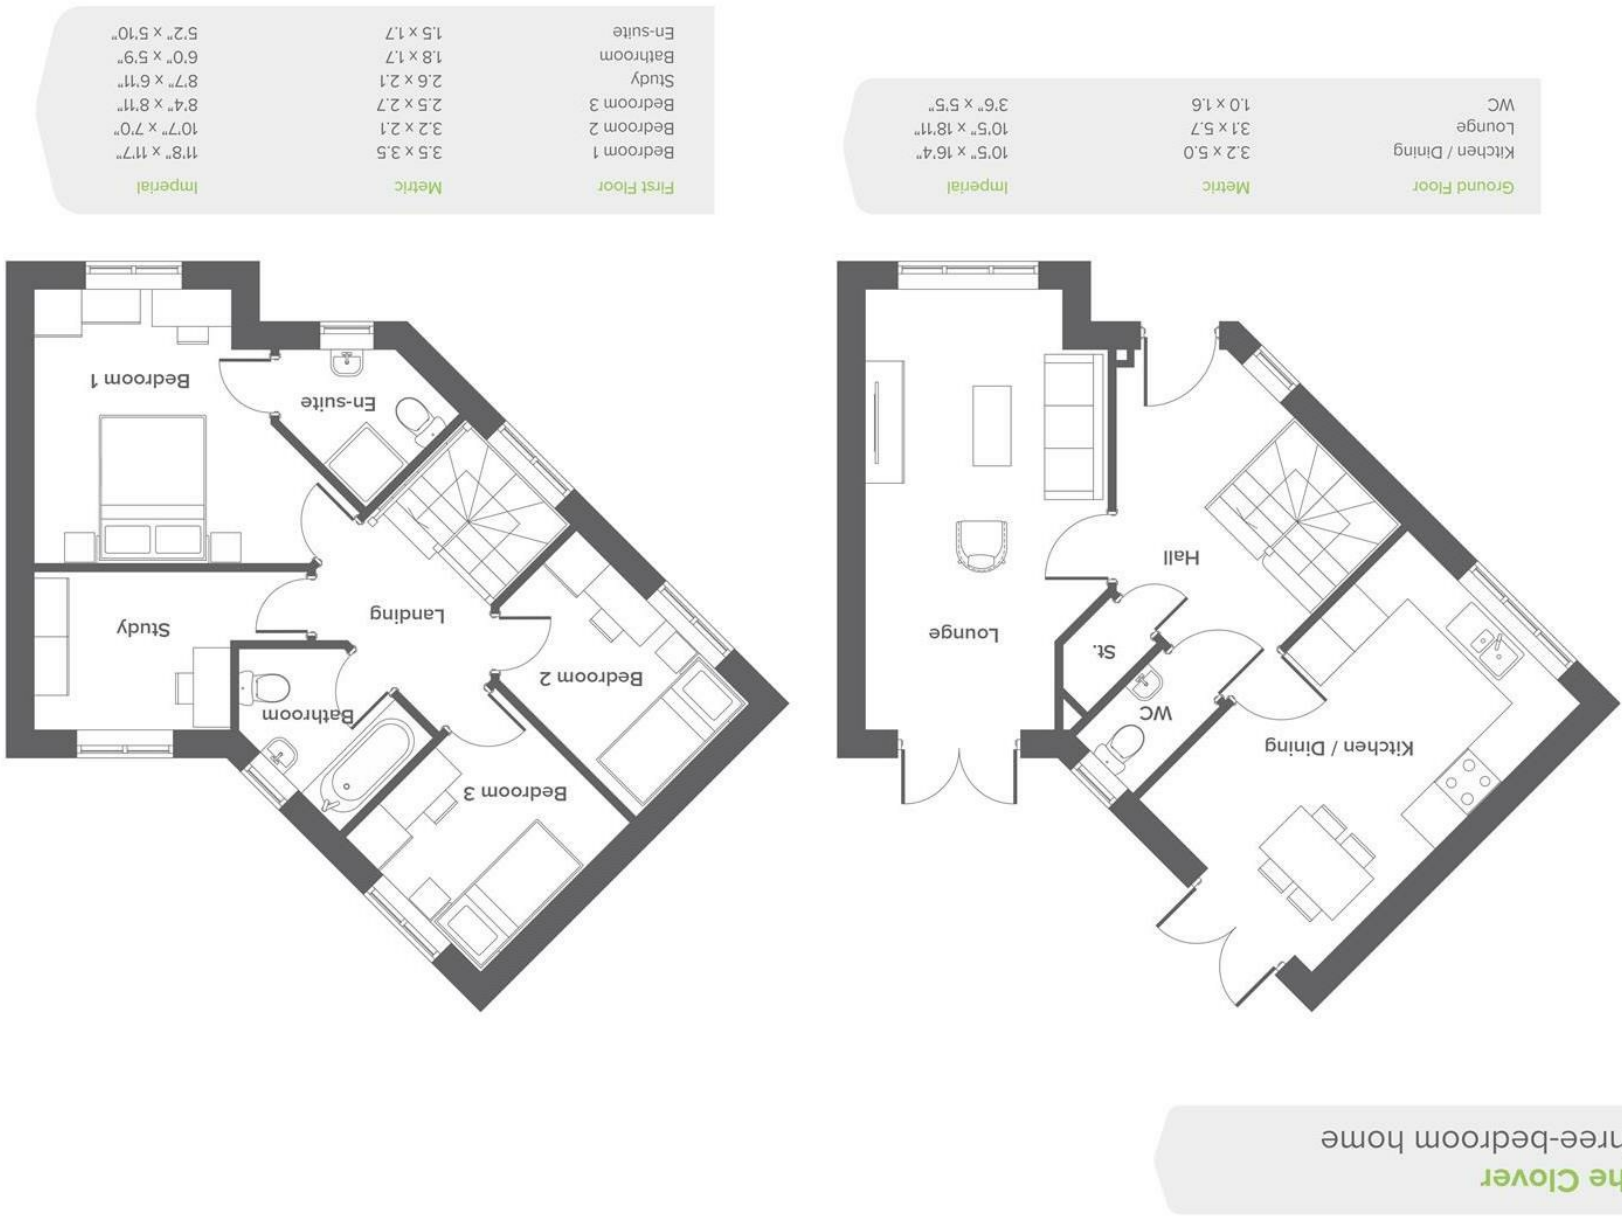 he Clover
hree-bedroom home
Kitchen / Dining
WC
St.
Hall
Lounge
Ground Floor Metric Imperial
Kitchen / Dining 3.2 x 5.0 10'5" x 16'4"
Lounge 3.1 x 5.7 10'5" x 18'11"
WC 1.0 x 1.6 3'6" x 5'5"
Bedroom 3
Bathroom
Bedroom 2
Study
Landing
En-suite
Bedroom 1
First Floor Metric Imperial
Bedroom 1 3.5 x 3.5 11'8" x 11'7"
Bedroom 2 3.2 x 2.1 10'7" x 7'0"
Bedroom 3 2.5 x 2.7 8'4" x 8'11"
Study 2.6 x 2.1 8'7" x 6'11"
Bathroom 1.8 x 1.7 6'0" x 5'9"
En-suite 1.5 x 1.7 5'2" x 5'10"